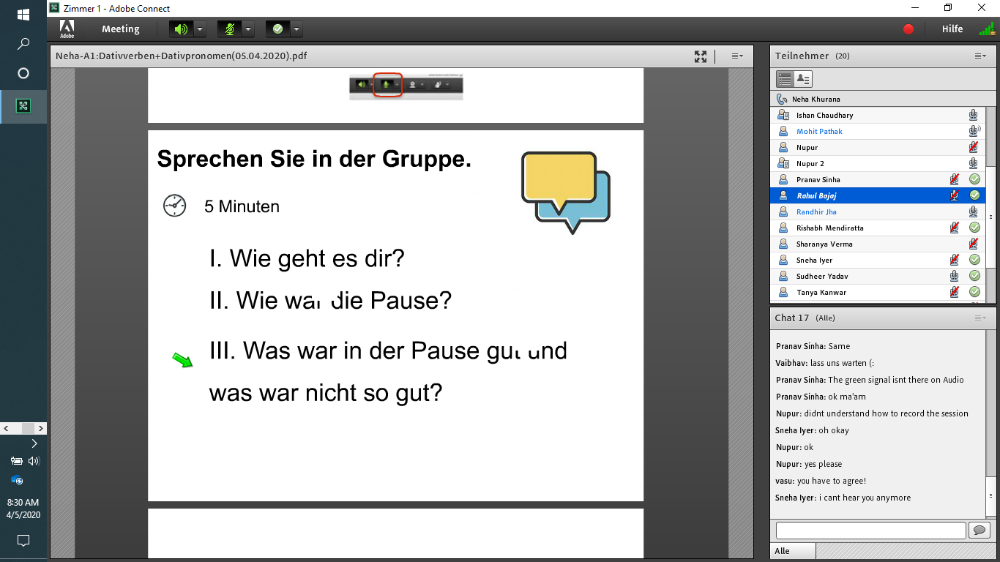 Zimmer 1 - Adobe Connect
Adobe
Meeting
Hilfe
Neha-A1:Dativverben+Dativpronomen(05.04.2020).pdf
Sprechen Sie in der Gruppe.
5 Minuten
I. Wie geht es dir?
II. Wie war die Pause?
III. Was war in der Pause gut und
was war nicht so gut?
8:30 AM
4/5/2020
Teilnehmer (20)
Neha Khurana
Ishan Chaudhary
Mohit Pathak
Nupur
Nupur 2
Pranav Sinha
Rahul Bajaj
Randhir Jha
Rishabh Mendiratta
Sharanya Verma
Sneha Iyer
Sudheer Yadav
Tanya Kanwar
Chat 17 (Alle)
Pranav Sinha: Same
Vaibhav: lass uns warten (:
Pranav Sinha: The green signal isnt there on Audio
Pranav Sinha: ok ma'am
Nupur: didnt understand how to record the session
Sneha Iyer: oh okay
Nupur: ok
Nupur: yes please
vasu: you have to agree!
Sneha Iyer: i cant hear you anymore
Alle